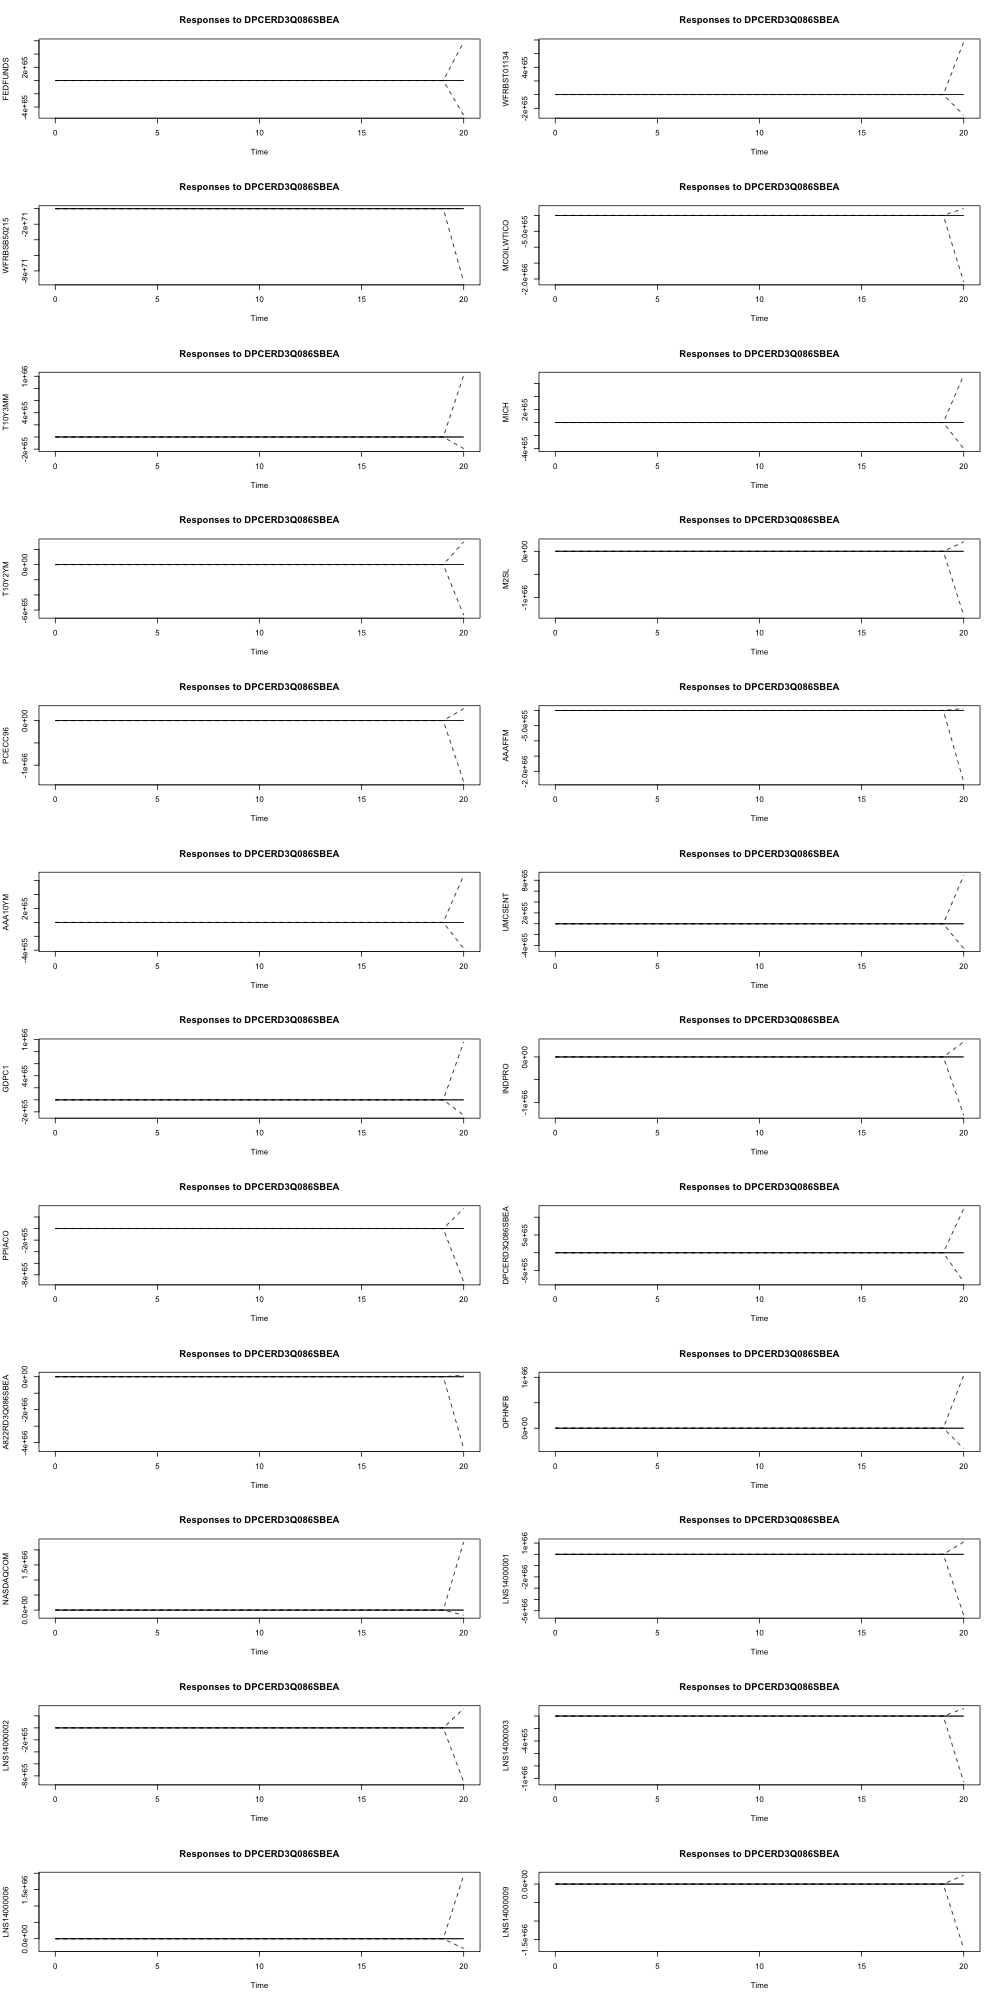 Responses to DPCERD3Q086SBEA
FEDFUNDS
-4e+65 2e+65
0 5 10 15 20
Time
Responses to DPCERD3Q086SBEA
WFRBST01134
-2e+65 4e+65
0 5 10 15 20
Time
Responses to DPCERD3Q086SBEA
WFRBSB50215
-8e+71 -2e+71
0 5 10 15 20
Time
Responses to DPCERD3Q086SBEA
MCOILWTICO
-2.0e+66 -5.0e+65
0 5 10 15 20
Time
Responses to DPCERD3Q086SBEA
T10Y3MM
-2e+65 4e+65 1e+66
0 5 10 15 20
Time
Responses to DPCERD3Q086SBEA
MICH
-4e+65 2e+65
0 5 10 15 20
Time
Responses to DPCERD3Q086SBEA
T10Y2YM
-6e+65 0e+00
0 5 10 15 20
Time
Responses to DPCERD3Q086SBEA
M2SL
-1e+66 0e+00
0 5 10 15 20
Time
Responses to DPCERD3Q086SBEA
PCECC96
-1e+66 0e+00
0 5 10 15 20
Time
Responses to DPCERD3Q086SBEA
AAAFFM
-2.0e+66 -5.0e+65
0 5 10 15 20
Time
Responses to DPCERD3Q086SBEA
AAA10YM
-4e+65 2e+65
0 5 10 15 20
Time
Responses to DPCERD3Q086SBEA
UMCSENT
-4e+65 2e+65 8e+65
0 5 10 15 20
Time
Responses to DPCERD3Q086SBEA
GDPC1
-2e+65 4e+65 1e+66
0 5 10 15 20
Time
Responses to DPCERD3Q086SBEA
INDPRO
-1e+66 0e+00
0 5 10 15 20
Time
Responses to DPCERD3Q086SBEA
PPIACO
-8e+65 -2e+65
0 5 10 15 20
Time
Responses to DPCERD3Q086SBEA
DPCERD3Q086SBEA
-5e+65 5e+65
0 5 10 15 20
Time
Responses to DPCERD3Q086SBEA
A822RD3Q086SBEA
-4e+66 -2e+66 0e+00
0 5 10 15 20
Time
Responses to DPCERD3Q086SBEA
OPHNFB
0e+00 1e+66
0 5 10 15 20
Time
Responses to DPCERD3Q086SBEA
NASDAQCOM
0.0e+00 1.5e+66
0 5 10 15 20
Time
Responses to DPCERD3Q086SBEA
LNS14000001
-5e+66 -2e+66 1e+66
0 5 10 15 20
Time
Responses to DPCERD3Q086SBEA
LNS14000002
-8e+65 -2e+65
0 5 10 15 20
Time
Responses to DPCERD3Q086SBEA
LNS14000003
-1e+66 -4e+65
0 5 10 15 20
Time
Responses to DPCERD3Q086SBEA
LNS14000006
0.0e+00 1.5e+66
0 5 10 15 20
Time
Responses to DPCERD3Q086SBEA
LNS14000009
-1.5e+66 0.0e+00
0 5 10 15 20
Time